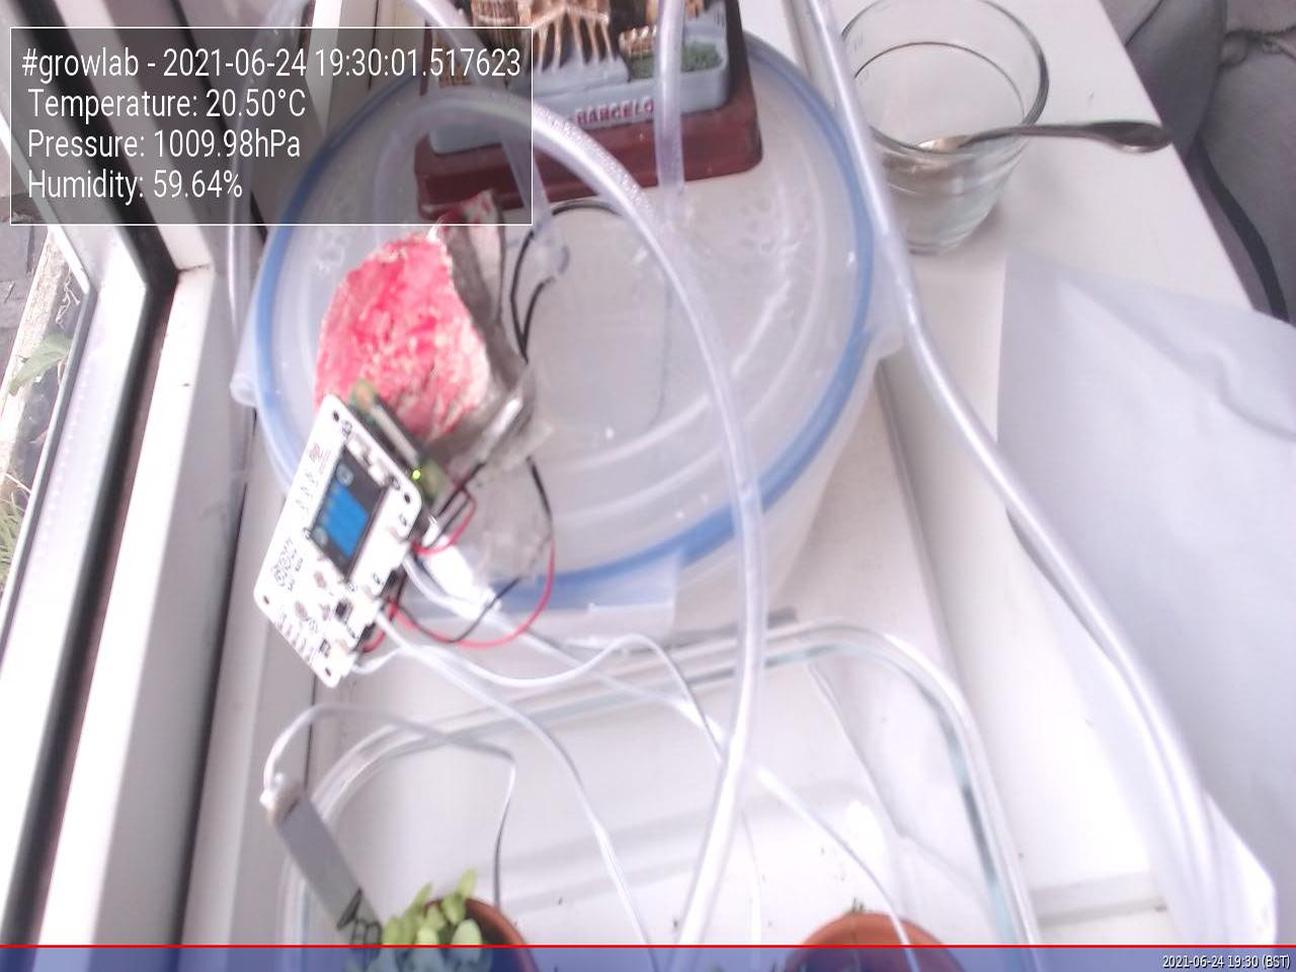 #growlab - 2021-06-24 19:30:01.517623
Temperature: 20.50°C
Pressure: 1009.98hPa
Humidity: 59.64%
BARCELO
2021-06-24 19:30 (BST)